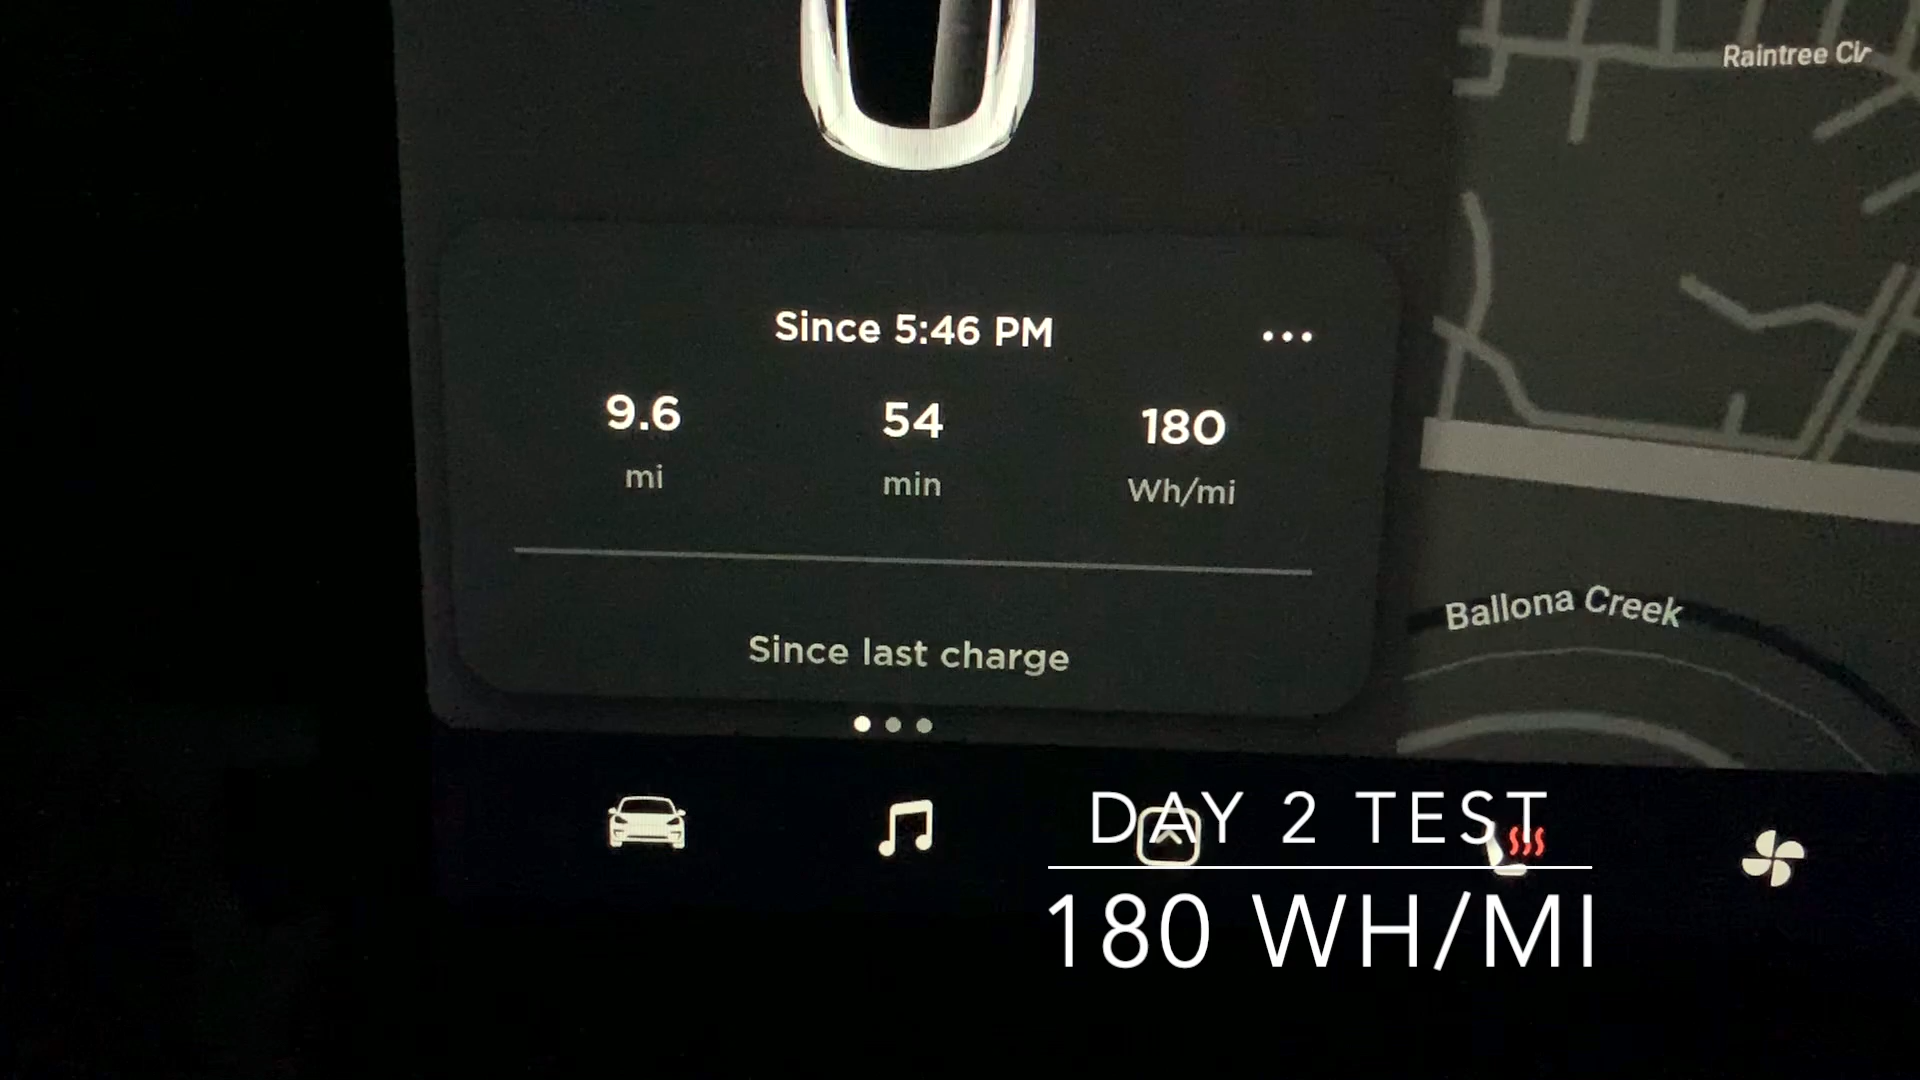 Raintree Cir
Since 5:46 PM
9.6
54
180
mi
min
Wh/mi
Since last charge
Ballona Creek
DAY 2 TEST
180 WH/MI